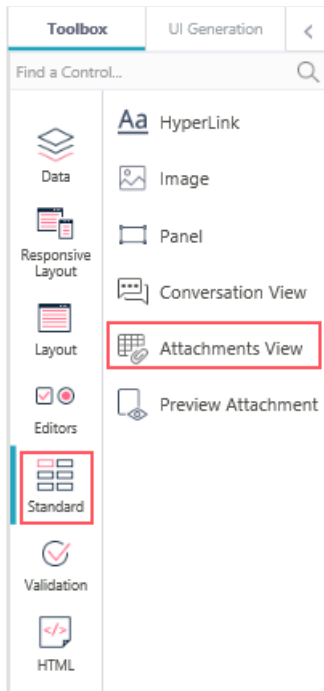 Toolbox
UI Generation
Find a Control...
Data
Responsive
Layout
Layout
Editors
Standard
Validation
</>
HTML
Aa HyperLink
Image
Panel
Conversation View
Attachments View
Preview Attachment